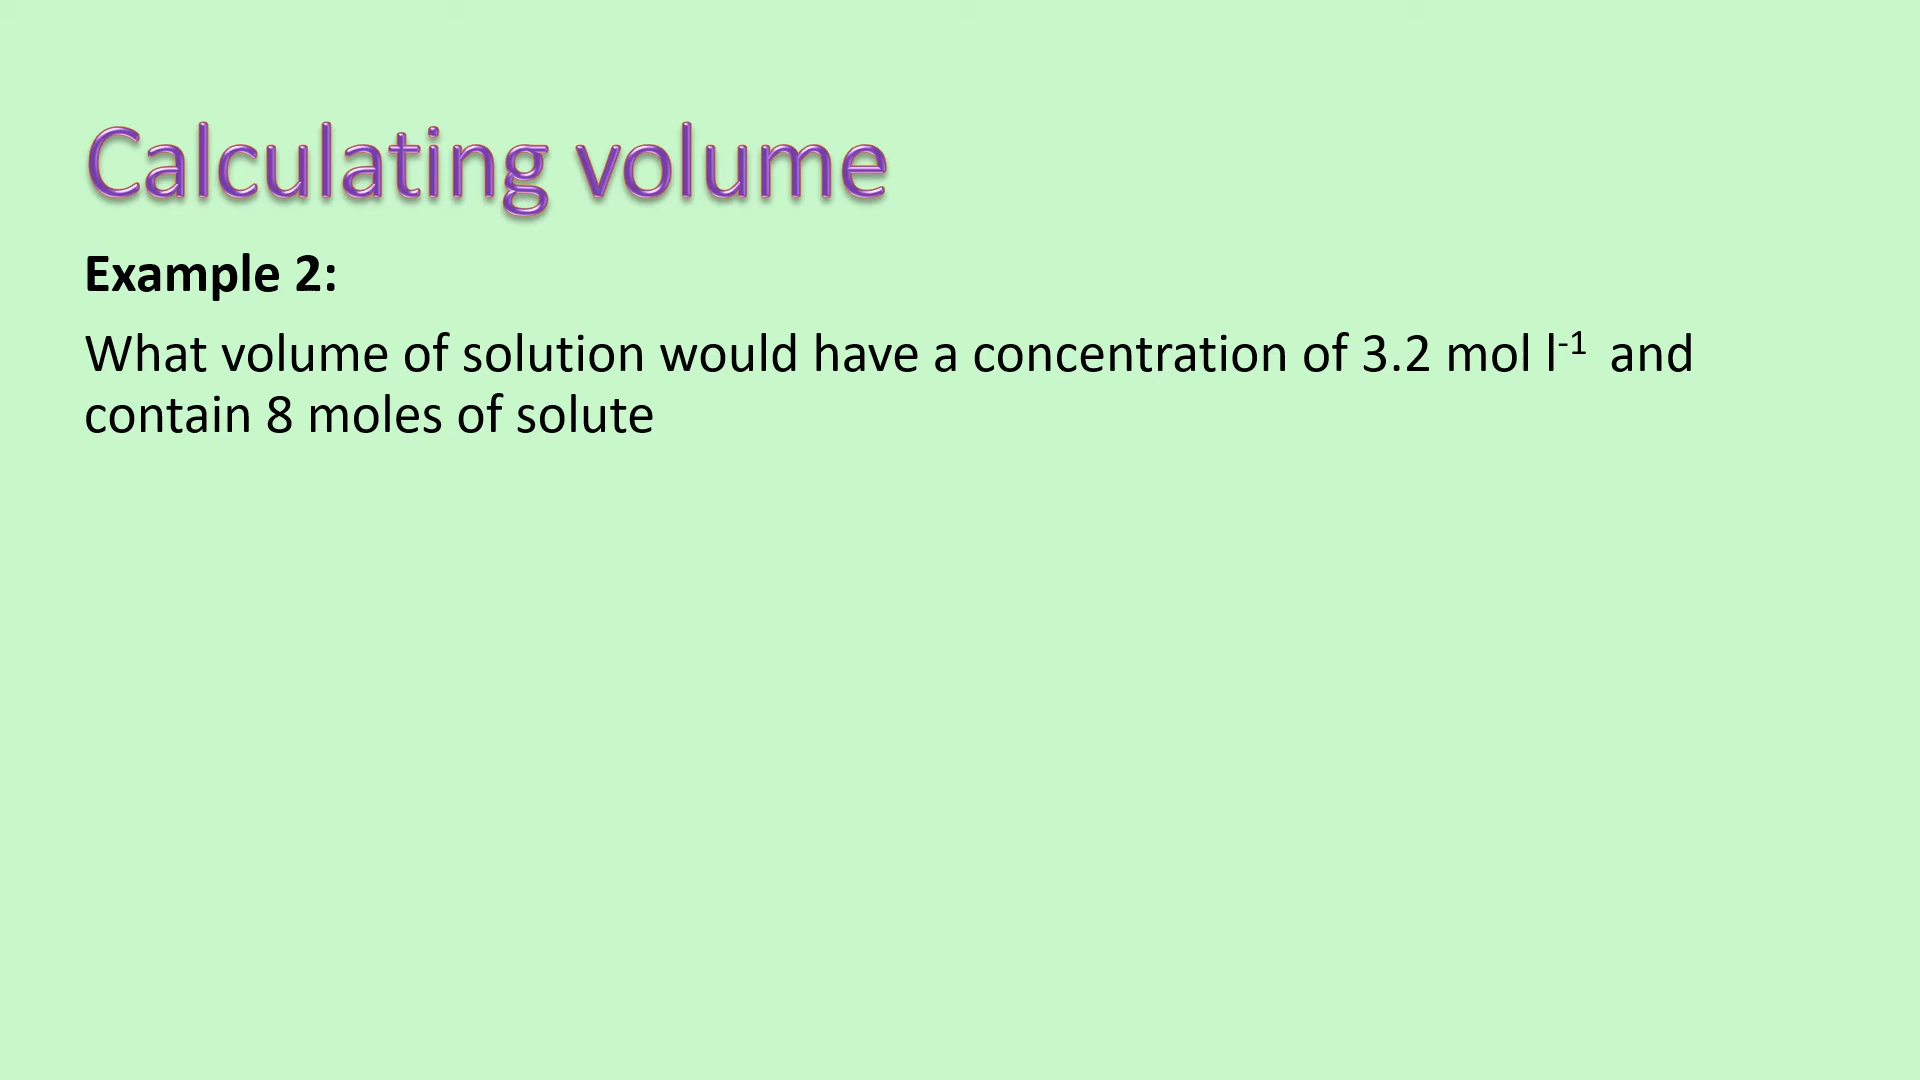 Calculating volume
Example 2:
What volume of solution would have a concentration of 3.2 mol l⁻¹ and
contain 8 moles of solute